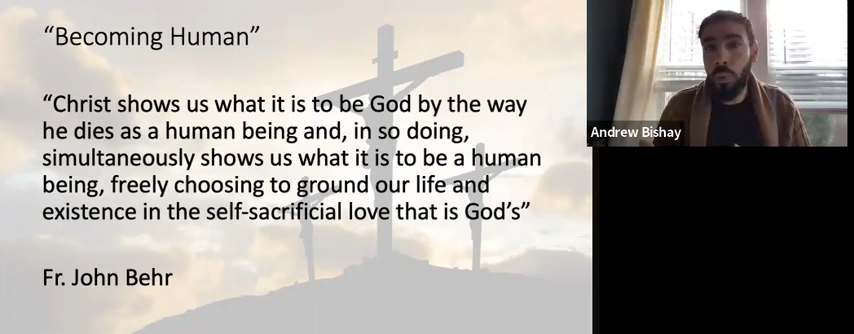 “Becoming Human”
“Christ shows us what it is to be God by the way
he dies as a human being and, in so doing,
simultaneously shows us what it is to be a human
being, freely choosing to ground our life and
existence in the self-sacrificial love that is God’s”
Fr. John Behr
Andrew Bishay